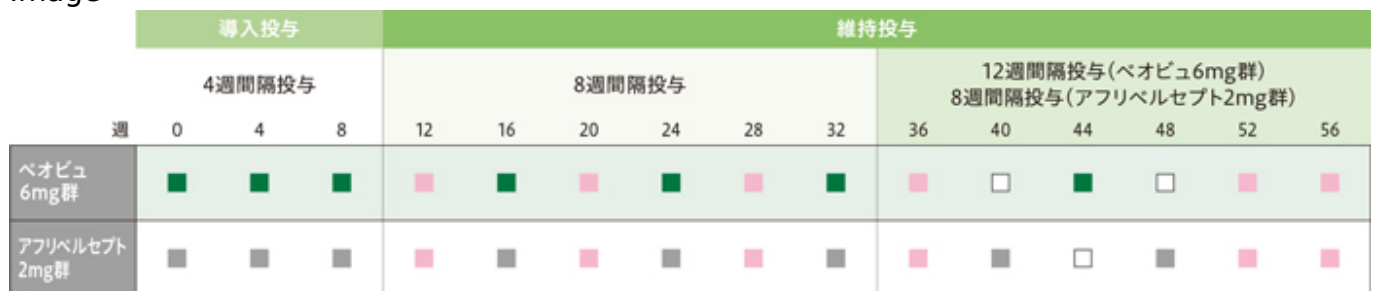 導入投与
維持投与
4週間隔投与
8週間隔投与
12週間隔投与(ベオビュ6mg群)
8週間隔投与(アフリベルセプト2mg群)
週 0 4 8 12 16 20 24 28 32 36 40 44 48 52 56
ベオビュ
6mg群
アフリベルセプト
2mg群